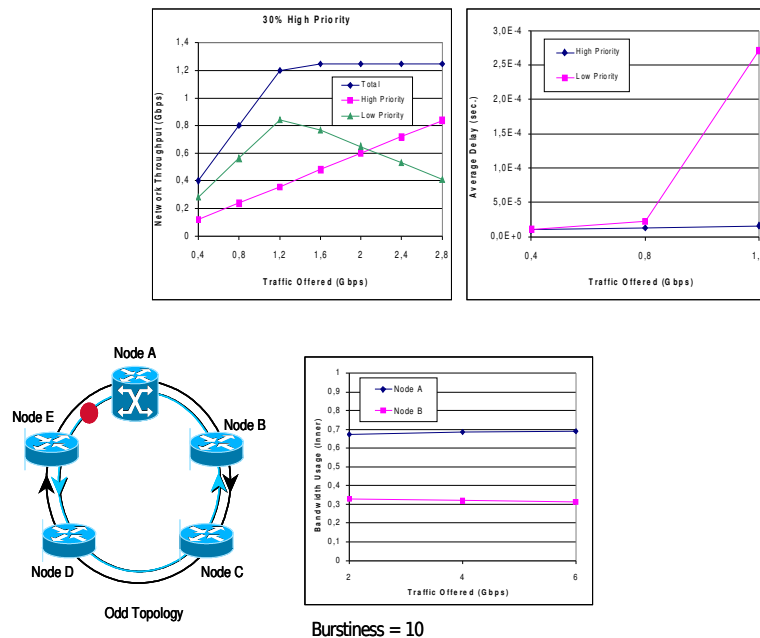 30% High Priority
Network Throughput (Gbps)
1,4
1,2
1
0,8
0,6
0,4
0,2
0
0,4
0,8
1,2
1,6
2
2,4
2,8
Total
High Priority
Low Priority
Traffic Offered (Gbps)
Average Delay (sec.)
3,0E-4
2,5E-4
2,0E-4
1,5E-4
1,0E-4
5,0E-5
0,0E+0
0,4
0,8
1,
High Priority
Low Priority
Traffic Offered (Gbps)
Node A
Node E
Node B
Node D
Node C
Odd Topology
Bandwidth Usage (Inner)
1
0,9
0,8
0,7
0,6
0,5
0,4
0,3
0,2
0,1
0
2
4
6
Node A
Node B
Traffic Offered (Gbps)
Burstiness = 10